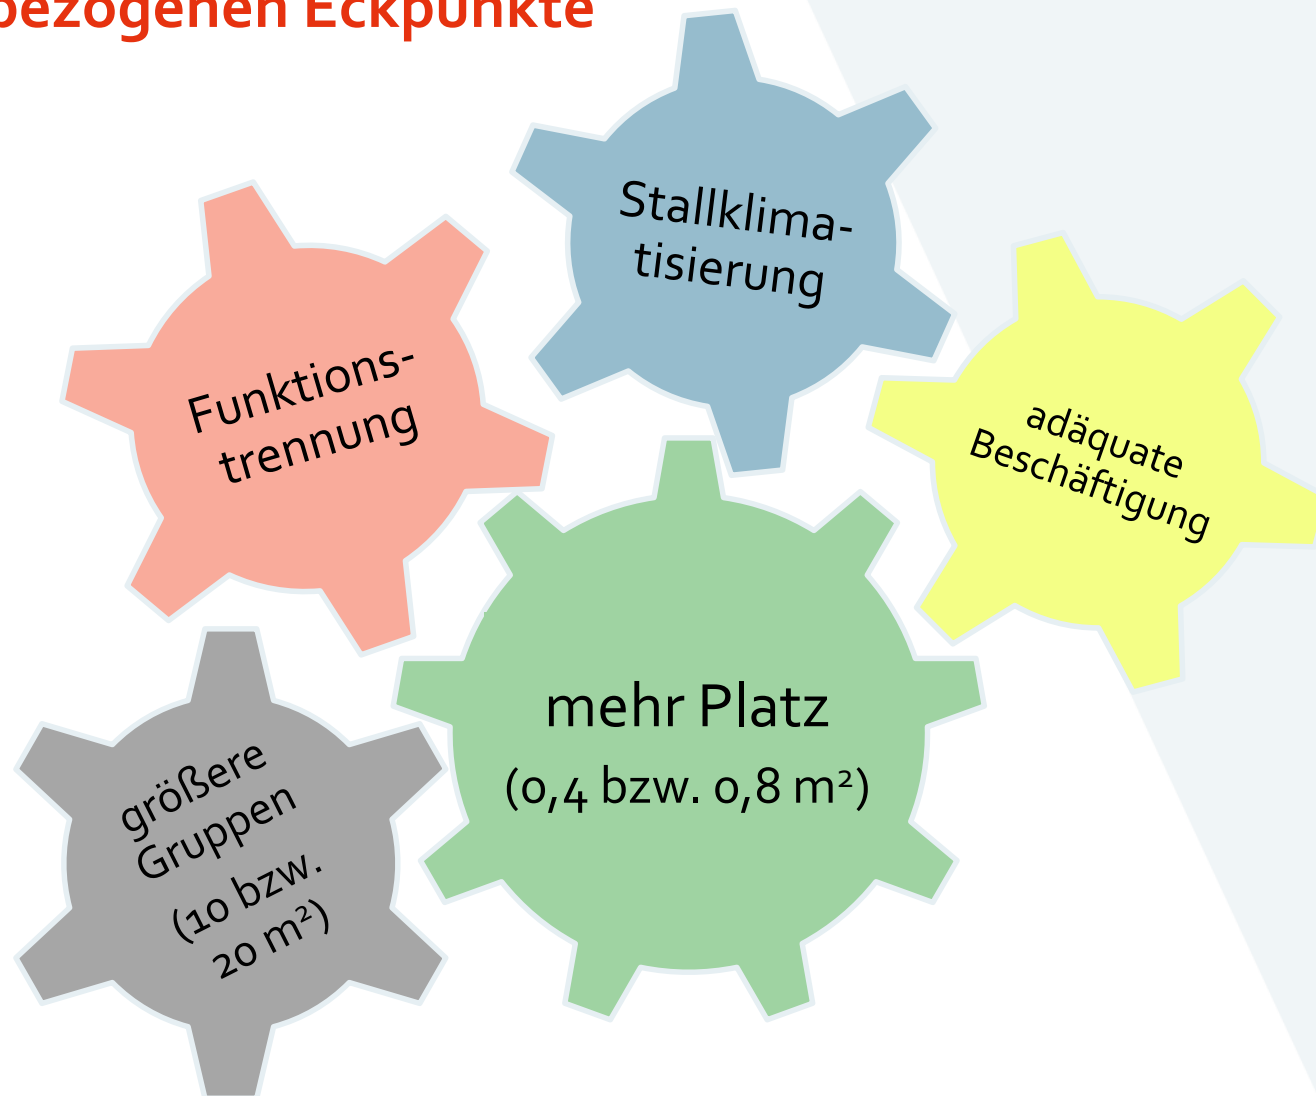 bezogenen Eckpunkte
Stallklima-
tisierung
Funktions-
trennung
adäquate
Beschäftigung
mehr Platz
(0,4 bzw. 0,8 m²)
größere
Gruppen
(10 bzw.
20 m²)